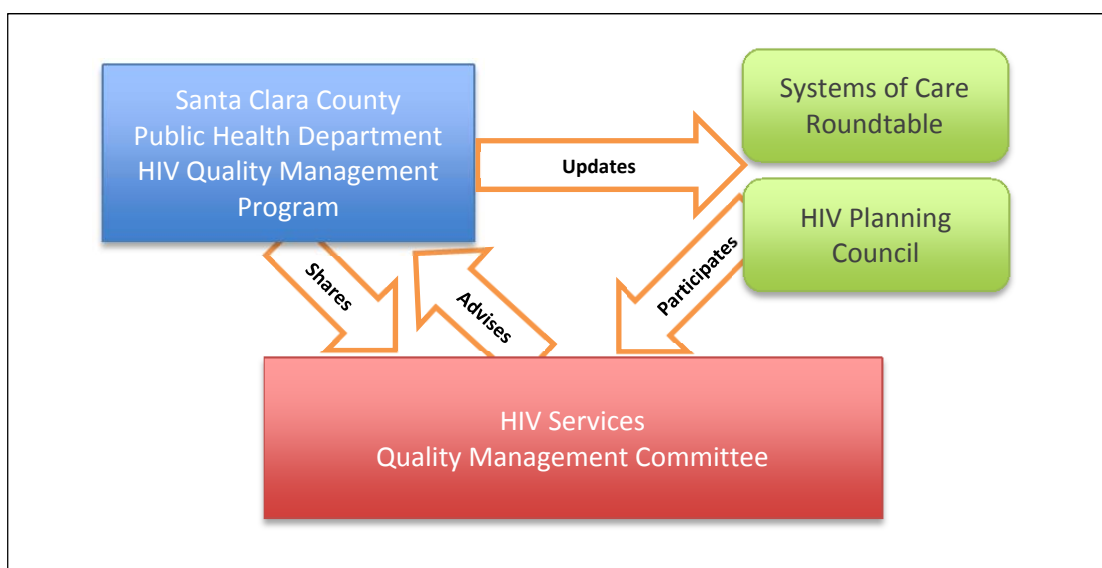 Santa Clara County
Public Health Department
HIV Quality Management
Program
Updates
Systems of Care
Roundtable
HIV Planning
Council
Shares
Advises
Participates
HIV Services
Quality Management Committee